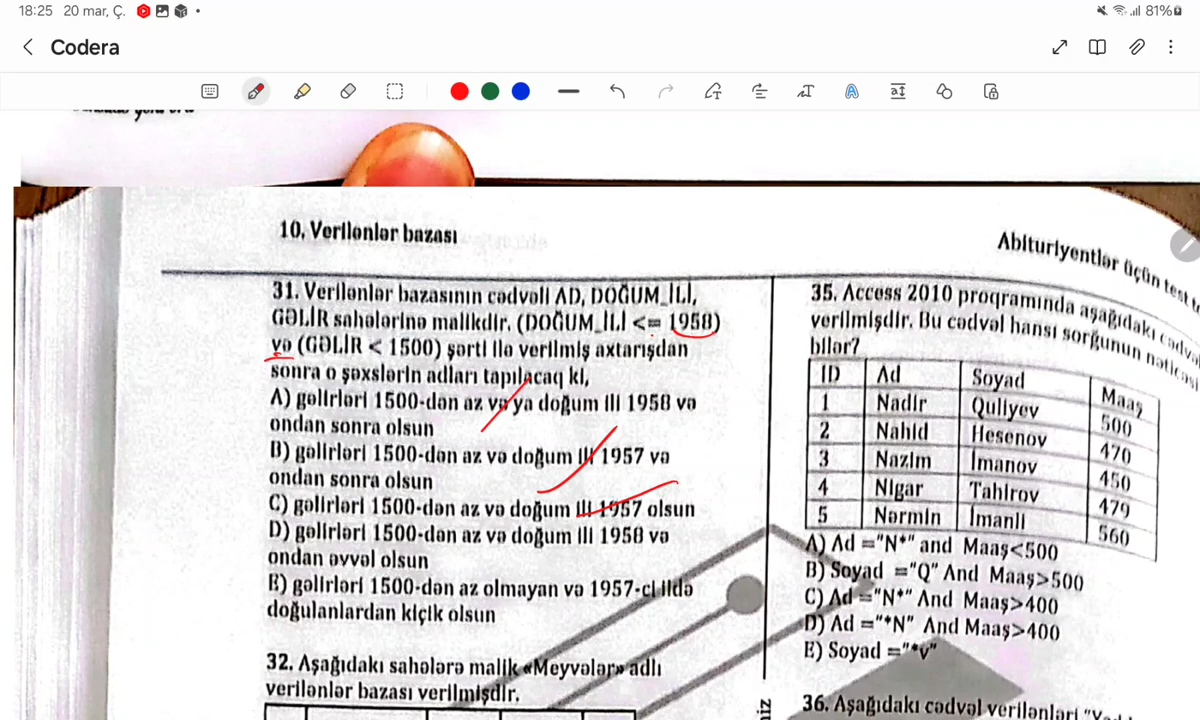 18:25 20 mar, Ç.
81%
Codera
10. Verilənlər bazası
Abituriyentlər üçün test
31. Verilənlər bazasının cədvəli AD, DOĞUM_İLİ,
GƏLİR sahələrinə malikdir. (DOĞUM_İLİ <= 1958)
və (GƏLİR < 1500) şərti ilə verilmiş axtarışdan
sonra o şəxslərin adları tapılacaq ki,
A) gəlirləri 1500-dən az və ya doğum ili 1958 və
ondan sonra olsun
B) gəlirləri 1500-dən az və doğum ili 1957 və
ondan sonra olsun
C) gəlirləri 1500-dən az və doğum ili 1957 olsun
D) gəlirləri 1500-dən az və doğum ili 1958 və
ondan əvvəl olsun
E) gəlirləri 1500-dən az olmayan və 1957-ci ildə
doğulanlardan kiçik olsun
32. Aşağıdakı sahələrə malik «Meyvələr» adlı
verilənlər bazası verilmişdir.
35. Access 2010 proqramında aşağıdakı
verilmişdir. Bu cədvəl hansı sorğunun
bilər?
ID Ad Soyad Maaş
1 Nadir Quliyev 500
2 Nahid Hesenov 470
3 Nazim İmanov 450
4 Nigar Tahirov 479
5 Nərmin İmanli 560
A) Ad ="N*" and Maaş<500
B) Soyad ="Q" And Maaş>500
C) Ad ="N*" And Maaş>400
D) Ad ="*N" And Maaş>400
E) Soyad ="*v"
36. Aşağıdakı cədvəl verilənləri